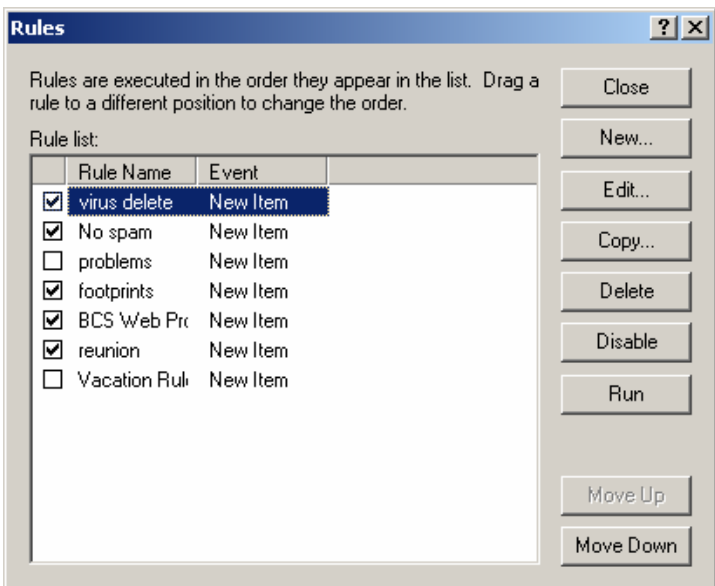 Rules
Rules are executed in the order they appear in the list. Drag a
rule to a different position to change the order.
Rule list:
Rule Name Event
virus delete New Item
No spam New Item
problems New Item
footprints New Item
BCS Web Pro New Item
reunion New Item
Vacation Rul New Item
Close
New...
Edit...
Copy...
Delete
Disable
Run
Move Up
Move Down